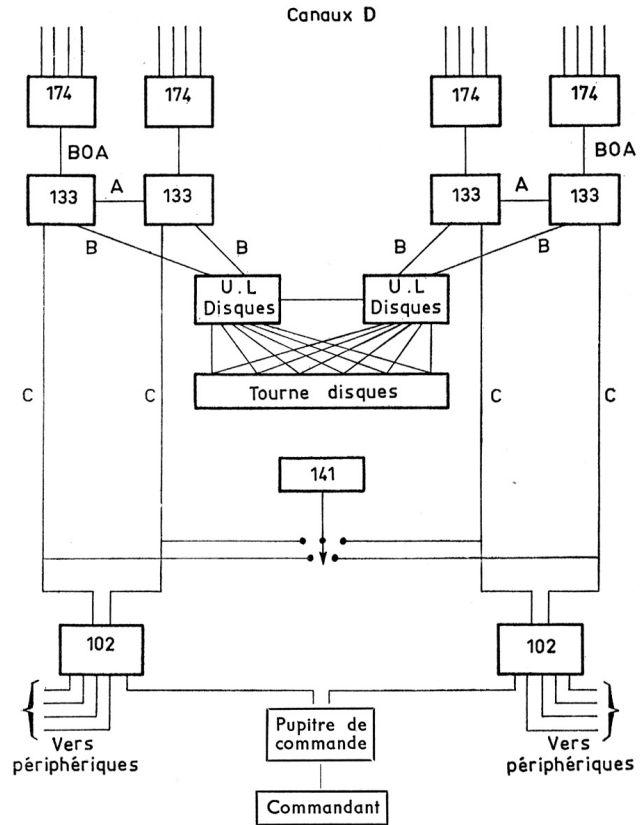 Canaux D
174 174 174 174
BOA BOA
A A
133 133 133 133
B B B B
U.L U.L
Disques Disques
C C Tourne disques C C
141
102 102
Vers Pupitre de Vers
périphériques commande périphériques
Commandant